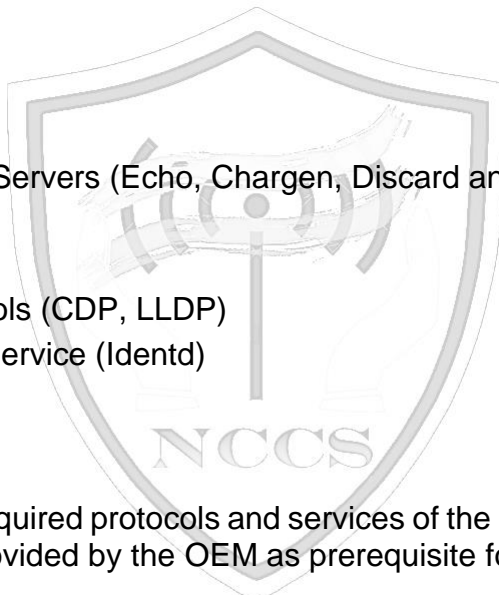 Servers (Echo, Chargen, Discard an
ols (CDP, LLDP)
ervice (Identd)
NCCS
quired protocols and services of the
ovided by the OEM as prerequisite fo